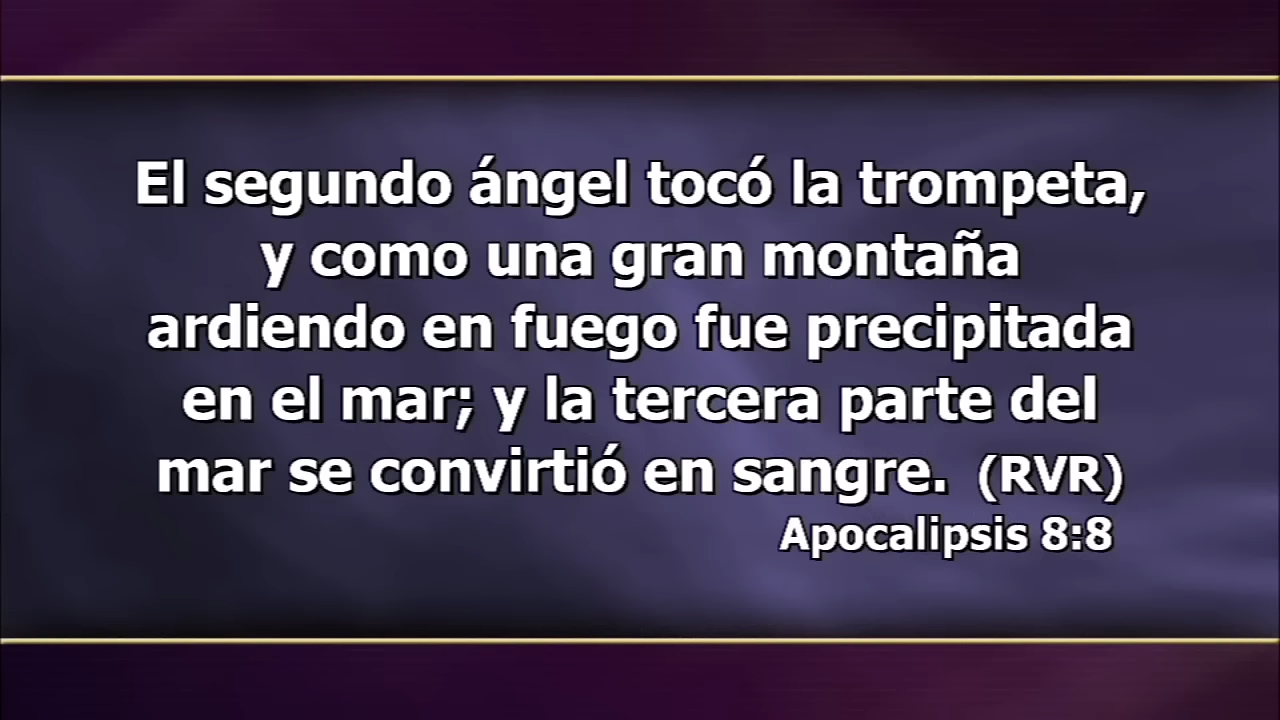 El segundo ángel tocó la trompeta,
y como una gran montaña
ardiendo en fuego fue precipitada
en el mar; y la tercera parte del
mar se convirtió en sangre. (RVR)
Apocalipsis 8:8